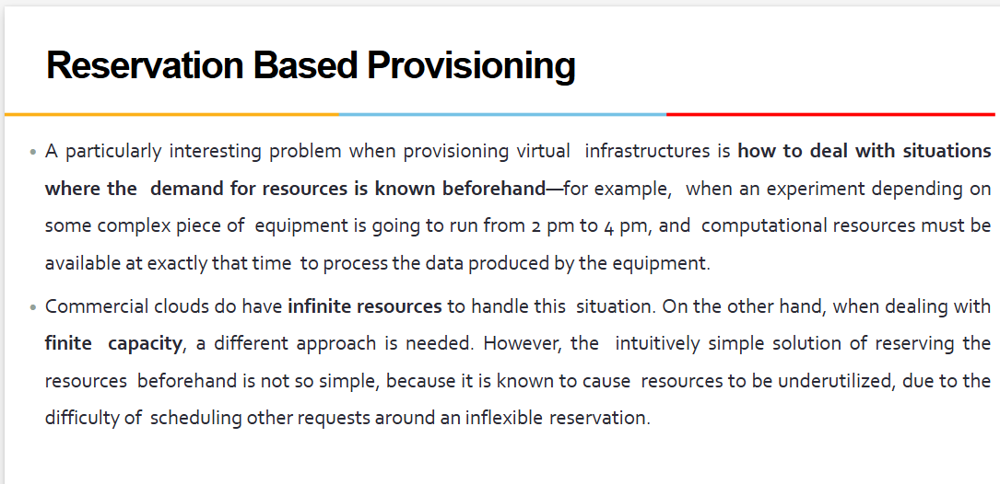 Reservation Based Provisioning
• A particularly interesting problem when provisioning virtual infrastructures is how to deal with situations
where the demand for resources is known beforehand—for example, when an experiment depending on
some complex piece of equipment is going to run from 2 pm to 4 pm, and computational resources must be
available at exactly that time to process the data produced by the equipment.
• Commercial clouds do have infinite resources to handle this situation. On the other hand, when dealing with
finite capacity, a different approach is needed. However, the intuitively simple solution of reserving the
resources beforehand is not so simple, because it is known to cause resources to be underutilized, due to the
difficulty of scheduling other requests around an inflexible reservation.